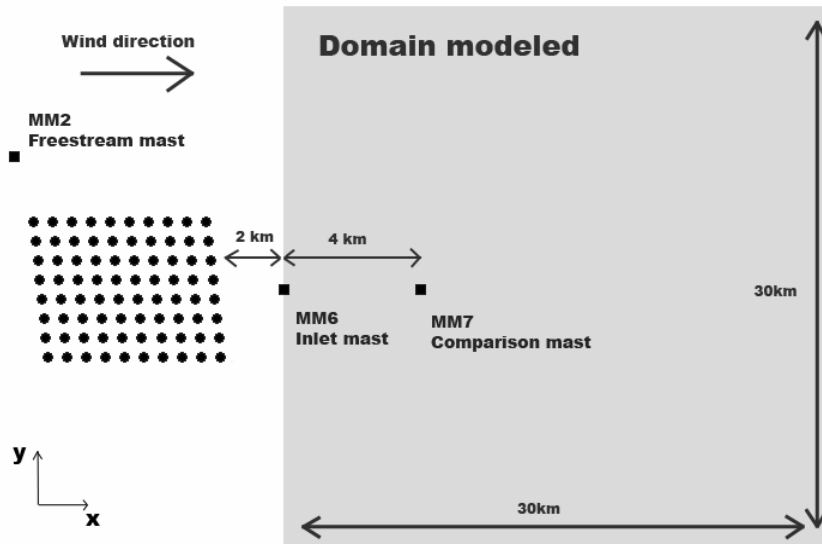 Wind direction
Domain modeled
MM2
Freestream mast
2 km
4 km
30km
MM6
Inlet mast
MM7
Comparison mast
y
x
30km